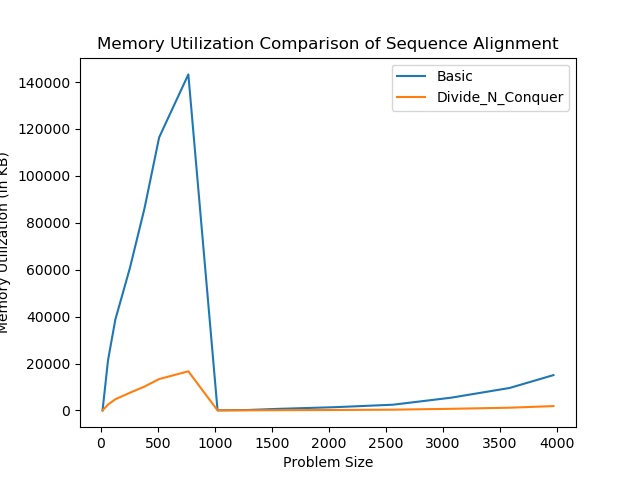 Memory Utilization Comparison of Sequence Alignment
Basic
Divide_N_Conquer
Memory Utilization (in KB)
140000
120000
100000
80000
60000
40000
20000
0
0 500 1000 1500 2000 2500 3000 3500 4000
Problem Size